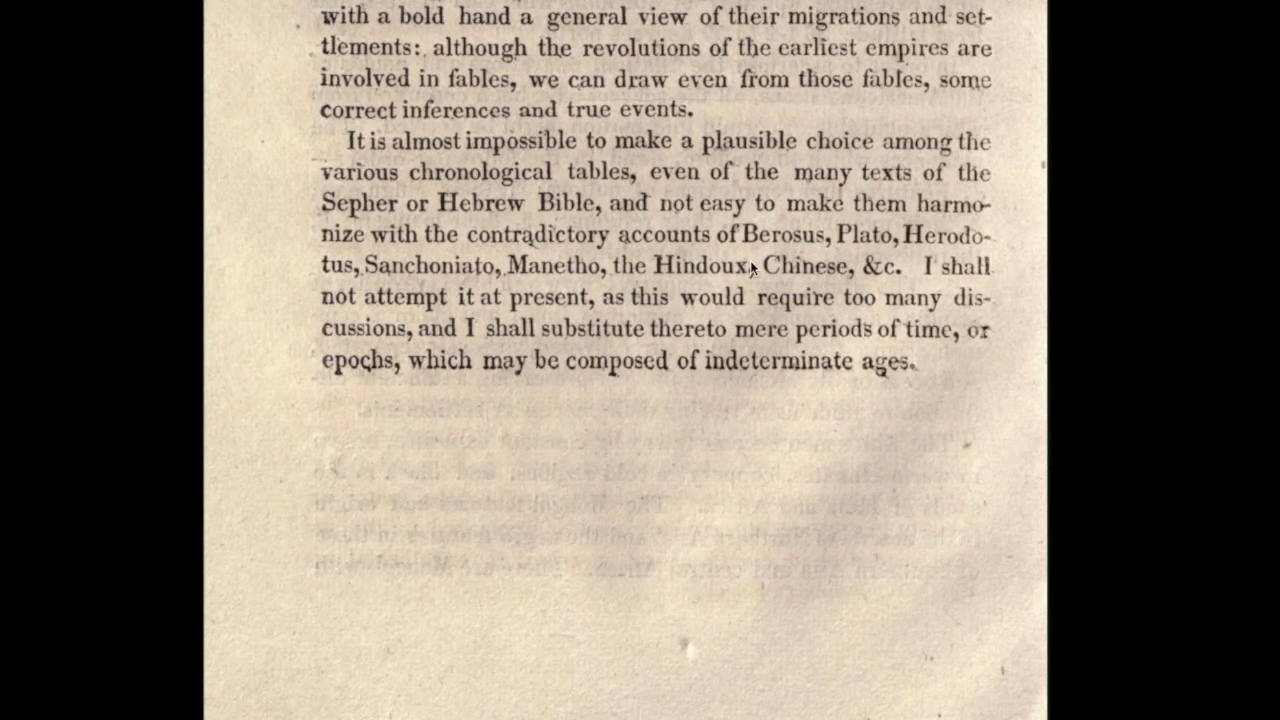 with a bold hand a general view of their migrations and set-
tlements: although the revolutions of the earliest empires are
involved in fables, we can draw even from those fables, some
correct inferences and true events.
It is almost impossible to make a plausible choice among the
various chronological tables, even of the many texts of the
Sepher or Hebrew Bible, and not easy to make them harmo-
nize with the contradictory accounts of Berosus, Plato, Herodo-
tus, Sanchoniato, Manetho, the Hindoux, Chinese, &c. I shall
not attempt it at present, as this would require too many dis-
cussions, and I shall substitute thereto mere periods of time, or
epochs, which may be composed of indeterminate ages.